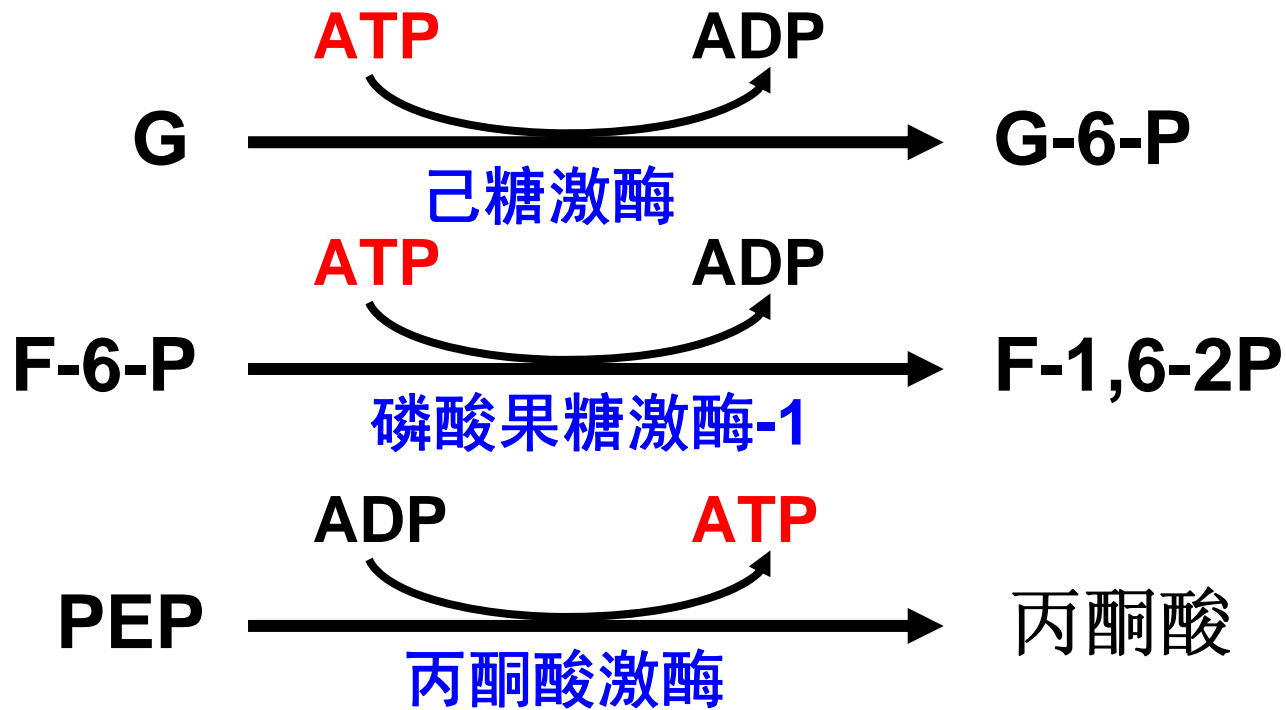 ATP ADP
G G-6-P
己糖激酶
ATP ADP
F-6-P F-1,6-2P
磷酸果糖激酶-1
ADP ATP
PEP 丙酮酸
丙酮酸激酶